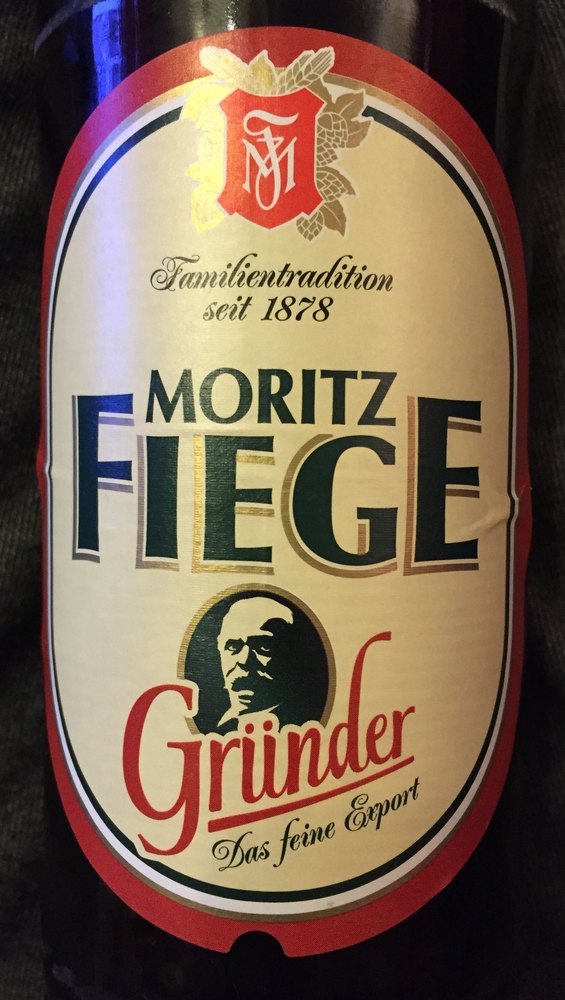 MF
Familientradition
seit 1878
MORITZ
FIEGE
Gründer
Das feine Export